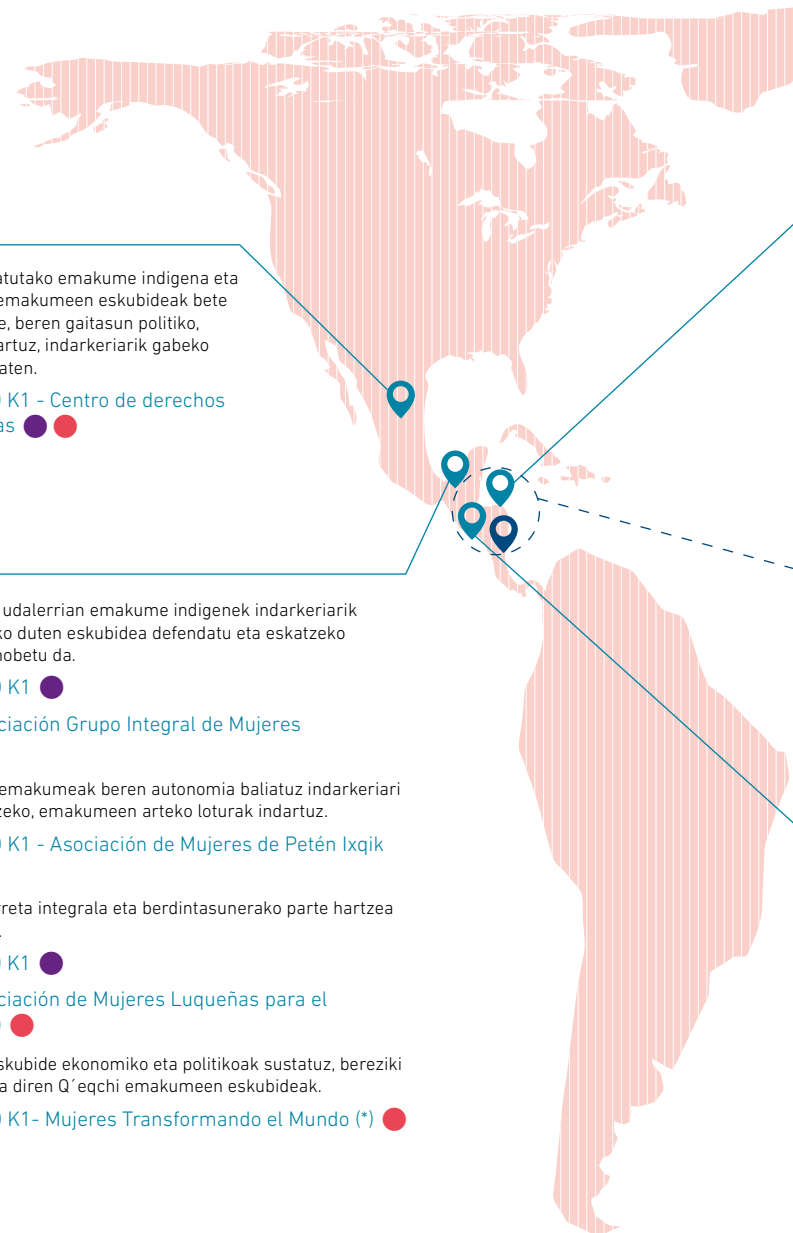 atutako emakume indigena eta
emakumeen eskubideak bete
e, beren gaitasun politiko,
artuz, indarkeriarik gabeko
aten.
K1 - Centro de derechos
as
udalerrian emakume indigenek indarkeriarik
ko duten eskubidea defendatu eta eskatzeko
hobetu da.
K1
ciación Grupo Integral de Mujeres
emakumeak beren autonomia baliatuz indarkeriari
zeko, emakumeen arteko loturak indartuz.
K1 - Asociación de Mujeres de Petén Ixqik
rreta integrala eta berdintasunerako parte hartzea
.
K1
ciación de Mujeres Luqueñas para el
skubide ekonomiko eta politikoak sustatuz, bereziki
a diren Q´eqchi emakumeen eskubideak.
K1- Mujeres Transformando el Mundo (*)